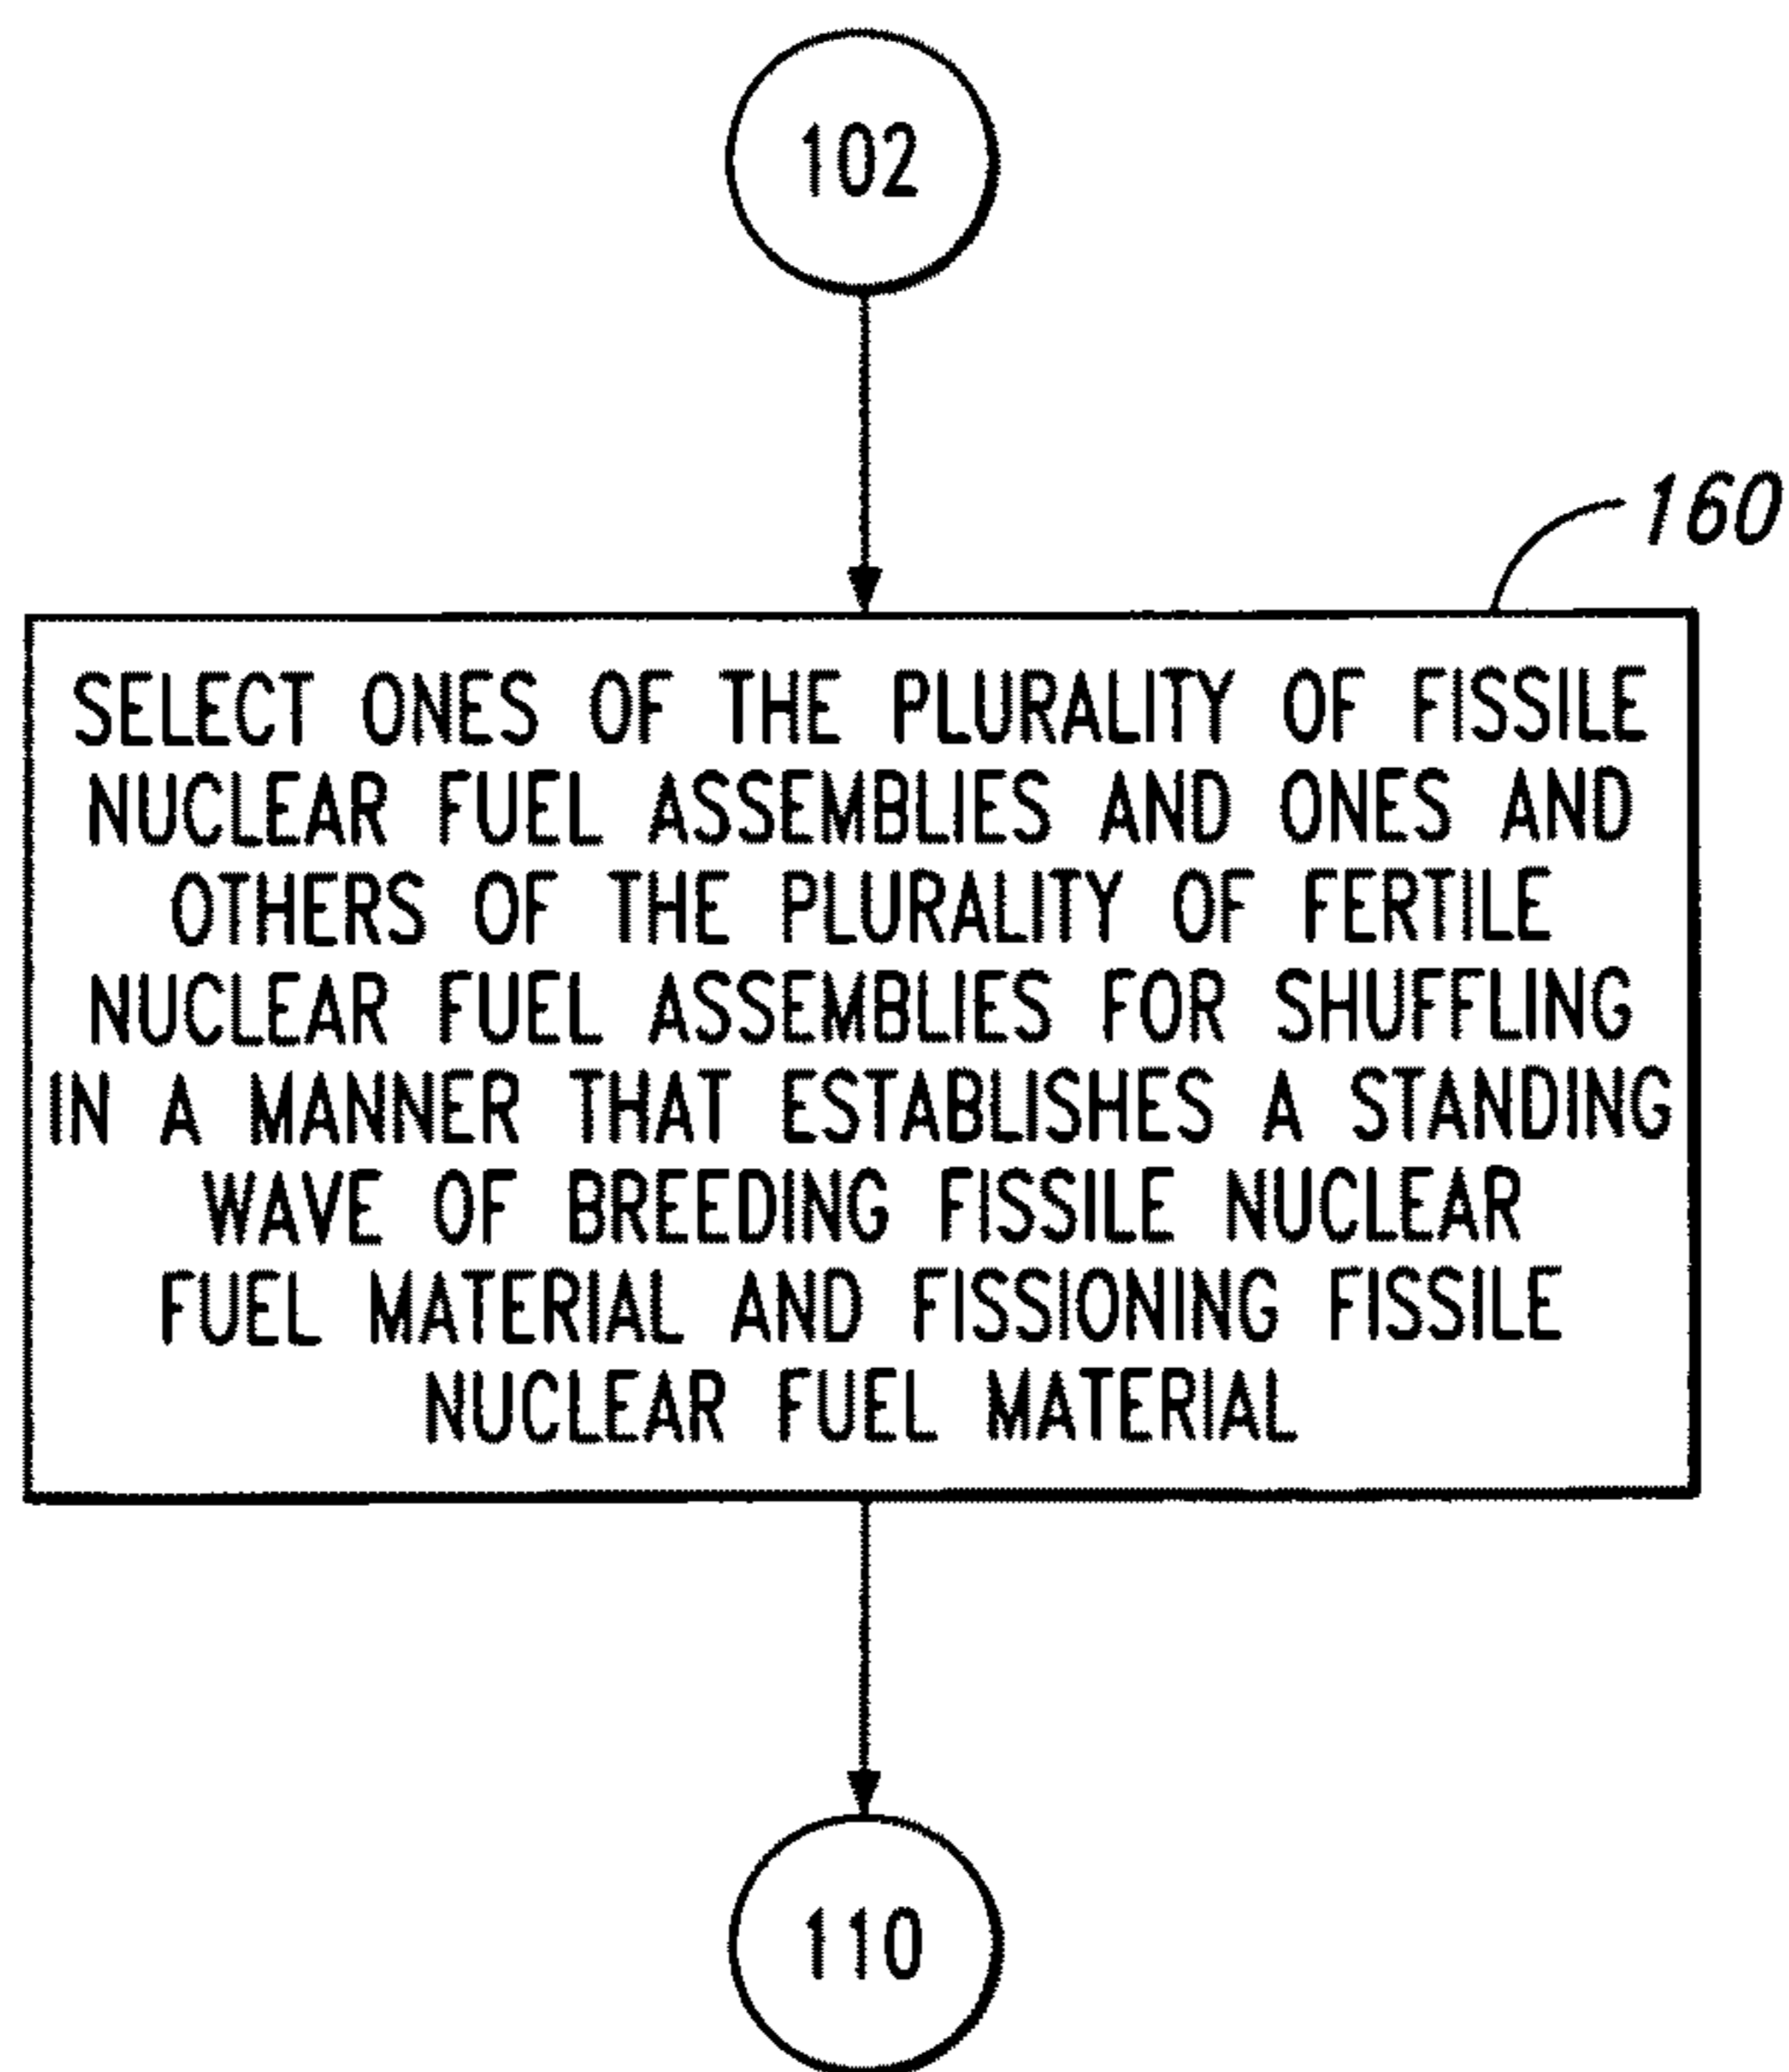 102
160
SELECT ONES OF THE PLURALITY OF FISSILE
NUCLEAR FUEL ASSEMBLIES AND ONES AND
OTHERS OF THE PLURALITY OF FERTILE
NUCLEAR FUEL ASSEMBLIES FOR SHUFFLING
IN A MANNER THAT ESTABLISHES A STANDING
WAVE OF BREEDING FISSILE NUCLEAR
FUEL MATERIAL AND FISSIONING FISSILE
NUCLEAR FUEL MATERIAL
110